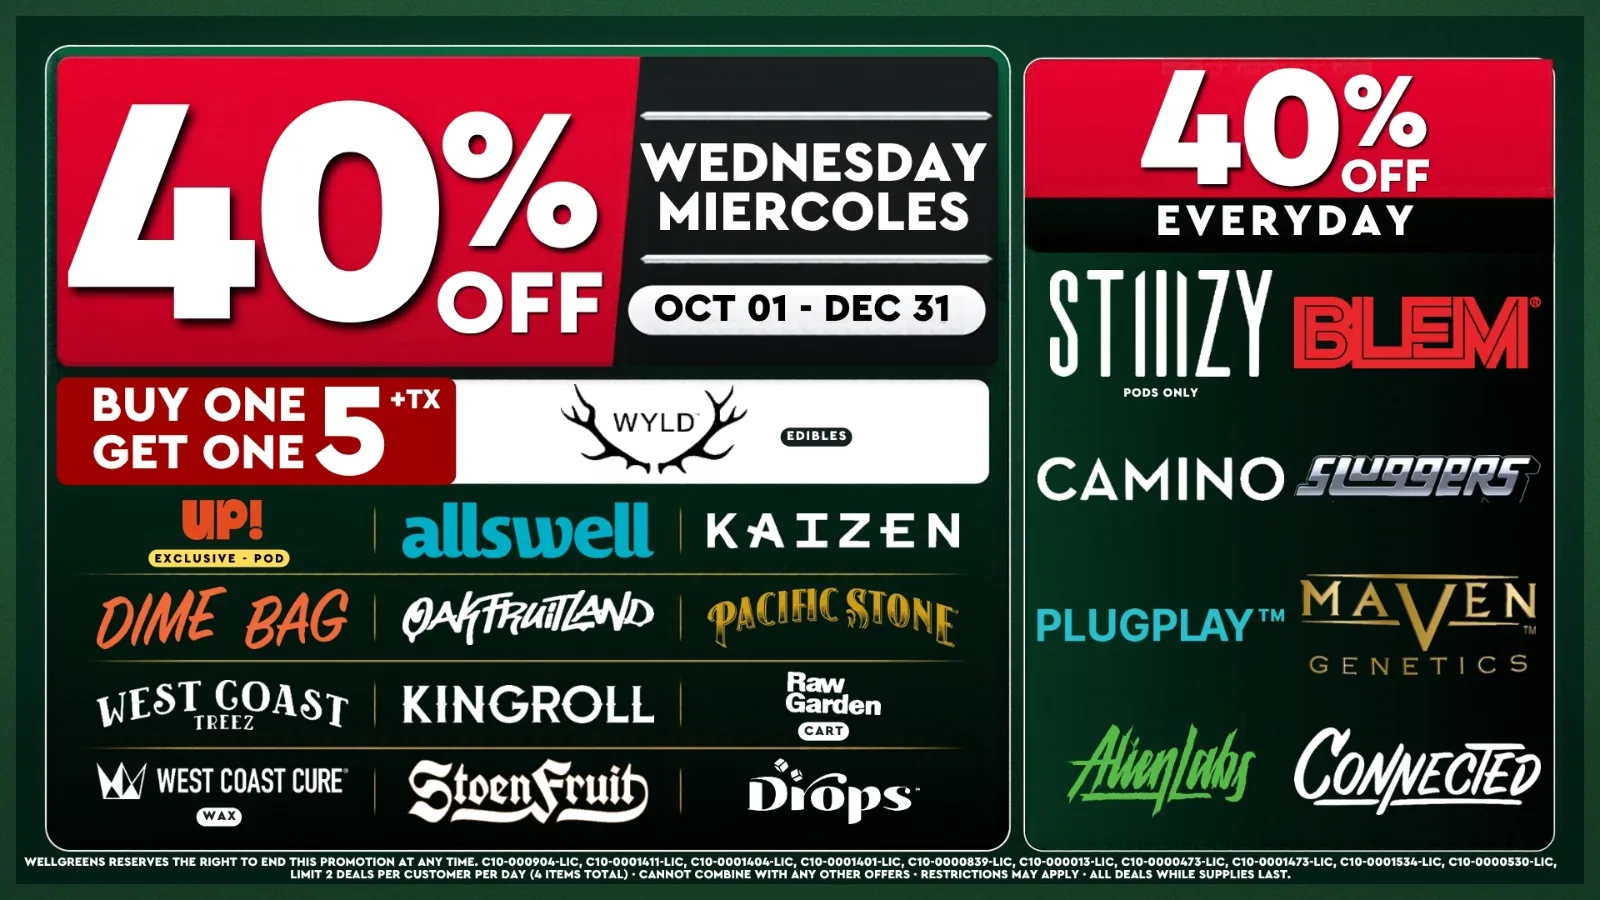 40% OFF
WEDNESDAY
MIERCOLES
OCT 01 - DEC 31
BUY ONE
GET ONE 5 +TX
WYLD
EDIBLES
UP!
EXCLUSIVE - POD
allswell
KAIZEN
DIME BAG
OAKFRUITLAND
PACIFIC STONE
WEST COAST
TREEZ
KINGROLL
Raw
Garden
CART
WEST COAST CURE®
WAX
StoenFruit
Drops™
40% OFF
EVERYDAY
STIIIZY
PODS ONLY
BLEM®
CAMINO
SLUGGERS
PLUGPLAY™
MAVEN™
GENETICS
AlienLabs
CONNECTED
WELLGREENS RESERVES THE RIGHT TO END THIS PROMOTION AT ANY TIME. C10-000904-LIC, C10-0001411-LIC, C10-0001404-LIC, C10-0001401-LIC, C10-0000839-LIC, C10-000013-LIC, C10-0000473-LIC, C10-0001473-LIC, C10-0001534-LIC, C10-0000530-LIC,
LIMIT 2 DEALS PER CUSTOMER PER DAY (4 ITEMS TOTAL) • CANNOT COMBINE WITH ANY OTHER OFFERS • RESTRICTIONS MAY APPLY • ALL DEALS WHILE SUPPLIES LAST.